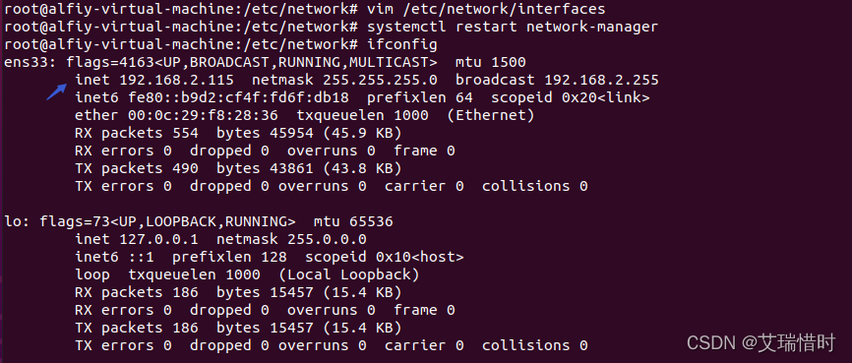 root@alfiy-virtual-machine:/etc/network# vim /etc/network/interfaces
root@alfiy-virtual-machine:/etc/network# systemctl restart network-manager
root@alfiy-virtual-machine:/etc/network# ifconfig
ens33: flags=4163<UP,BROADCAST,RUNNING,MULTICAST>  mtu 1500
        inet 192.168.2.115  netmask 255.255.255.0  broadcast 192.168.2.255
        inet6 fe80::b9d2:cf4f:fd6f:db18  prefixlen 64  scopeid 0x20<link>
        ether 00:0c:29:f8:28:36  txqueuelen 1000  (Ethernet)
        RX packets 554  bytes 45954 (45.9 KB)
        RX errors 0  dropped 0  overruns 0  frame 0
        TX packets 490  bytes 43861 (43.8 KB)
        TX errors 0  dropped 0 overruns 0  carrier 0  collisions 0

lo: flags=73<UP,LOOPBACK,RUNNING>  mtu 65536
        inet 127.0.0.1  netmask 255.0.0.0
        inet6 ::1  prefixlen 128  scopeid 0x10<host>
        loop  txqueuelen 1000  (Local Loopback)
        RX packets 186  bytes 15457 (15.4 KB)
        RX errors 0  dropped 0  overruns 0  frame 0
        TX packets 186  bytes 15457 (15.4 KB)
        TX errors 0  dropped 0 overruns 0  carrier 0  collisions 0
CSDN @艾瑞惜时